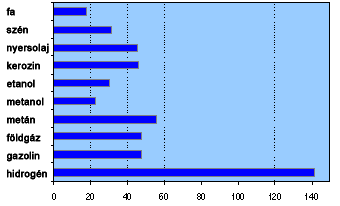 fa
szén
nyersolaj
kerozin
etanol
metanol
metán
földgáz
gazolin
hidrogén
0 20 40 60 80 100 120 140